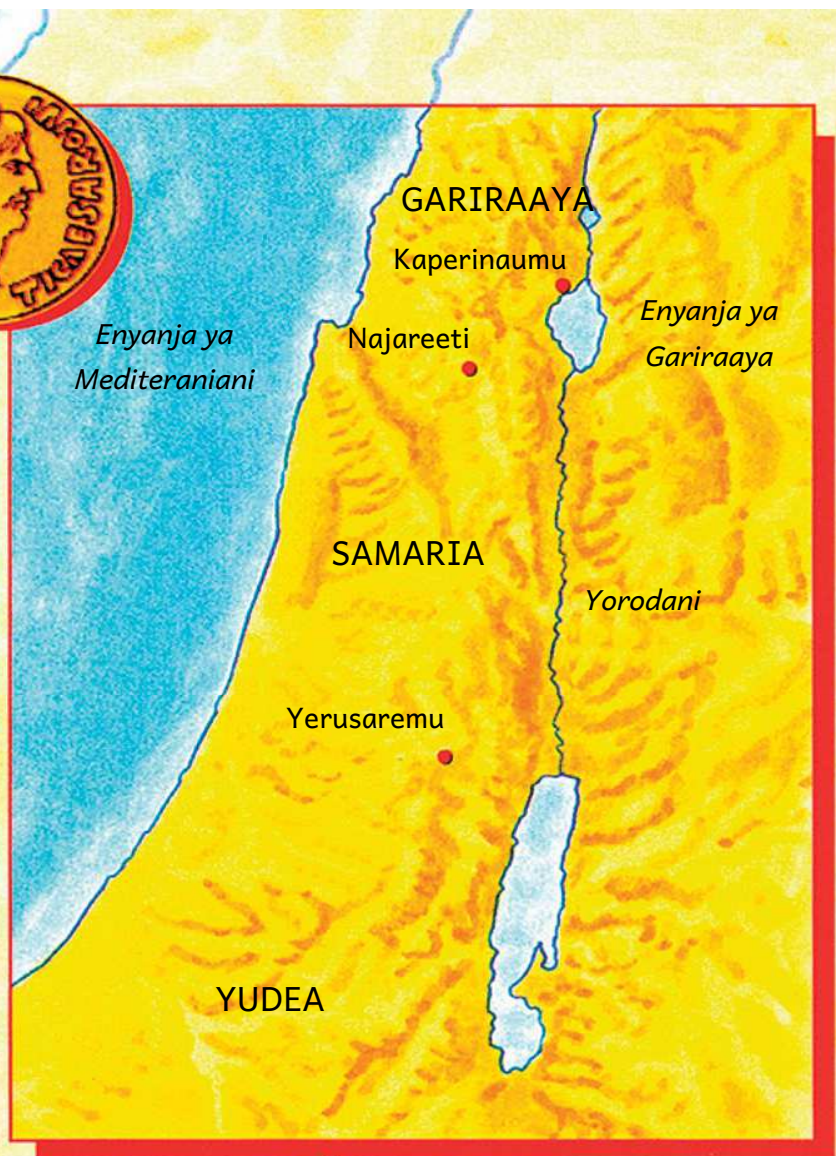 GARIRAAYA
Kaperinaumu
Enyanja ya
Gariraaya
Enyanja ya
Mediteraniani
Najareeti
SAMARIA
Yorodani
Yerusaremu
YUDEA